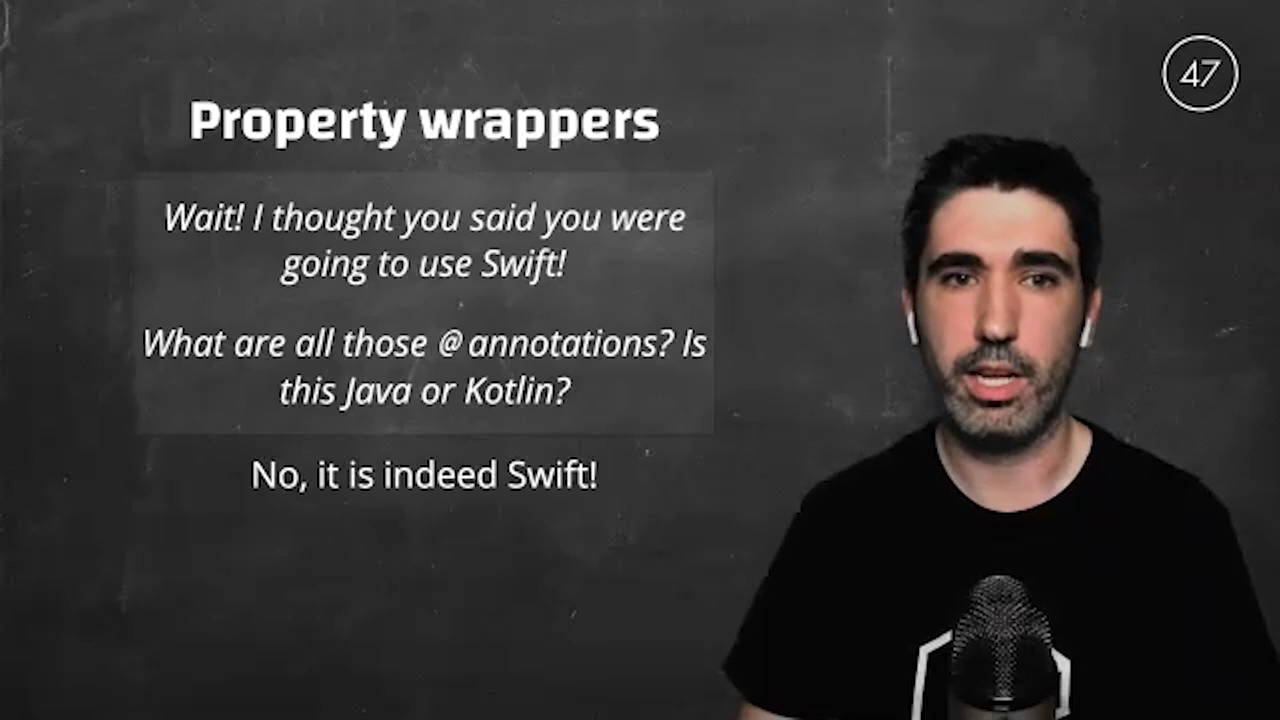 47
Property wrappers
Wait! I thought you said you were
going to use Swift!
What are all those @ annotations? Is
this Java or Kotlin?
No, it is indeed Swift!